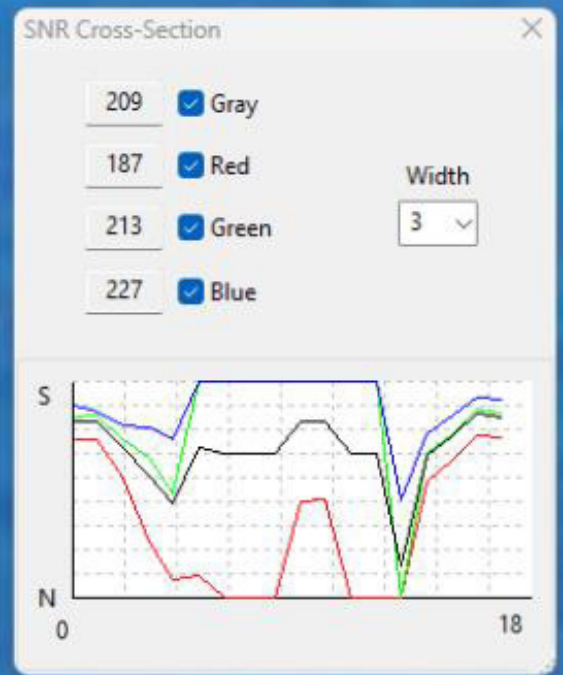 SNR Cross-Section
209 Gray
187 Red
Width
213 Green
3
227 Blue
S
N
0
18